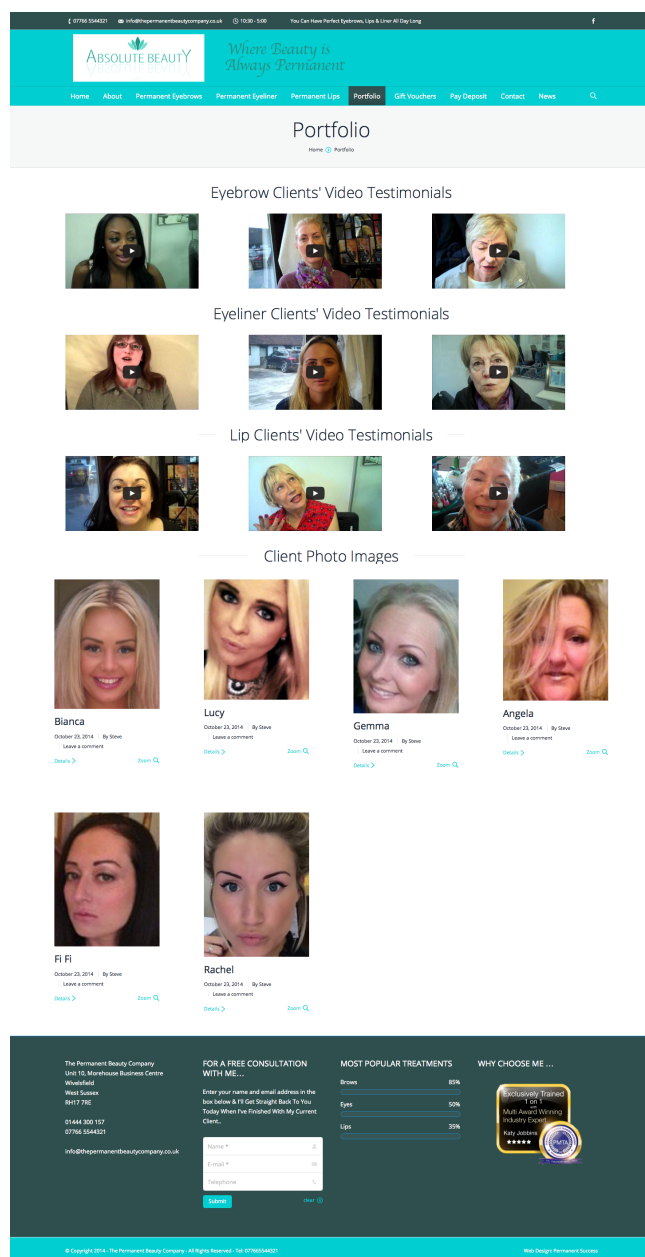 07766 5544321 info@thepermanentbeautycompany.co.uk 10:30 - 5:00 You Can Have Perfect Eyebrows, Lips & Liner All Day Long
ABSOLUTE BEAUTY
Where Beauty is
Always Permanent
Home About Permanent Eyebrows Permanent Eyeliner Permanent Lips Portfolio Gift Vouchers Pay Deposit Contact News
Portfolio
Home Portfolio
Eyebrow Clients' Video Testimonials
Eyeliner Clients' Video Testimonials
Lip Clients' Video Testimonials
Client Photo Images
Bianca
October 23, 2014 By Steve
Leave a comment
Details Zoom
Lucy
October 23, 2014 By Steve
Leave a comment
Details Zoom
Gemma
October 23, 2014 By Steve
Leave a comment
Details Zoom
Angela
October 23, 2014 By Steve
Leave a comment
Details Zoom
Fi Fi
October 23, 2014 By Steve
Leave a comment
Details Zoom
Rachel
October 23, 2014 By Steve
Leave a comment
Details Zoom
The Permanent Beauty Company
Unit 10, Morehouse Business Centre
Wivelsfield
West Sussex
RH17 7RE
01444 300 157
07766 5544321
info@thepermanentbeautycompany.co.uk
FOR A FREE CONSULTATION
WITH ME...
Enter your name and email address in the
box below & I'll Get Straight Back To You
Today When I've Finished With My Current
Client..
Name *
E-mail *
Telephone
Submit clear
MOST POPULAR TREATMENTS
Brows 85%
Eyes 50%
Lips 35%
WHY CHOOSE ME ...
Exclusively Trained
1 on 1
Multi Award Winning
Industry Expert
Katy Jobbins
PMTA
© Copyright 2014 - The Permanent Beauty Company - All Rights Reserved - Tel: 077665544321 Web Design: Permanent Success